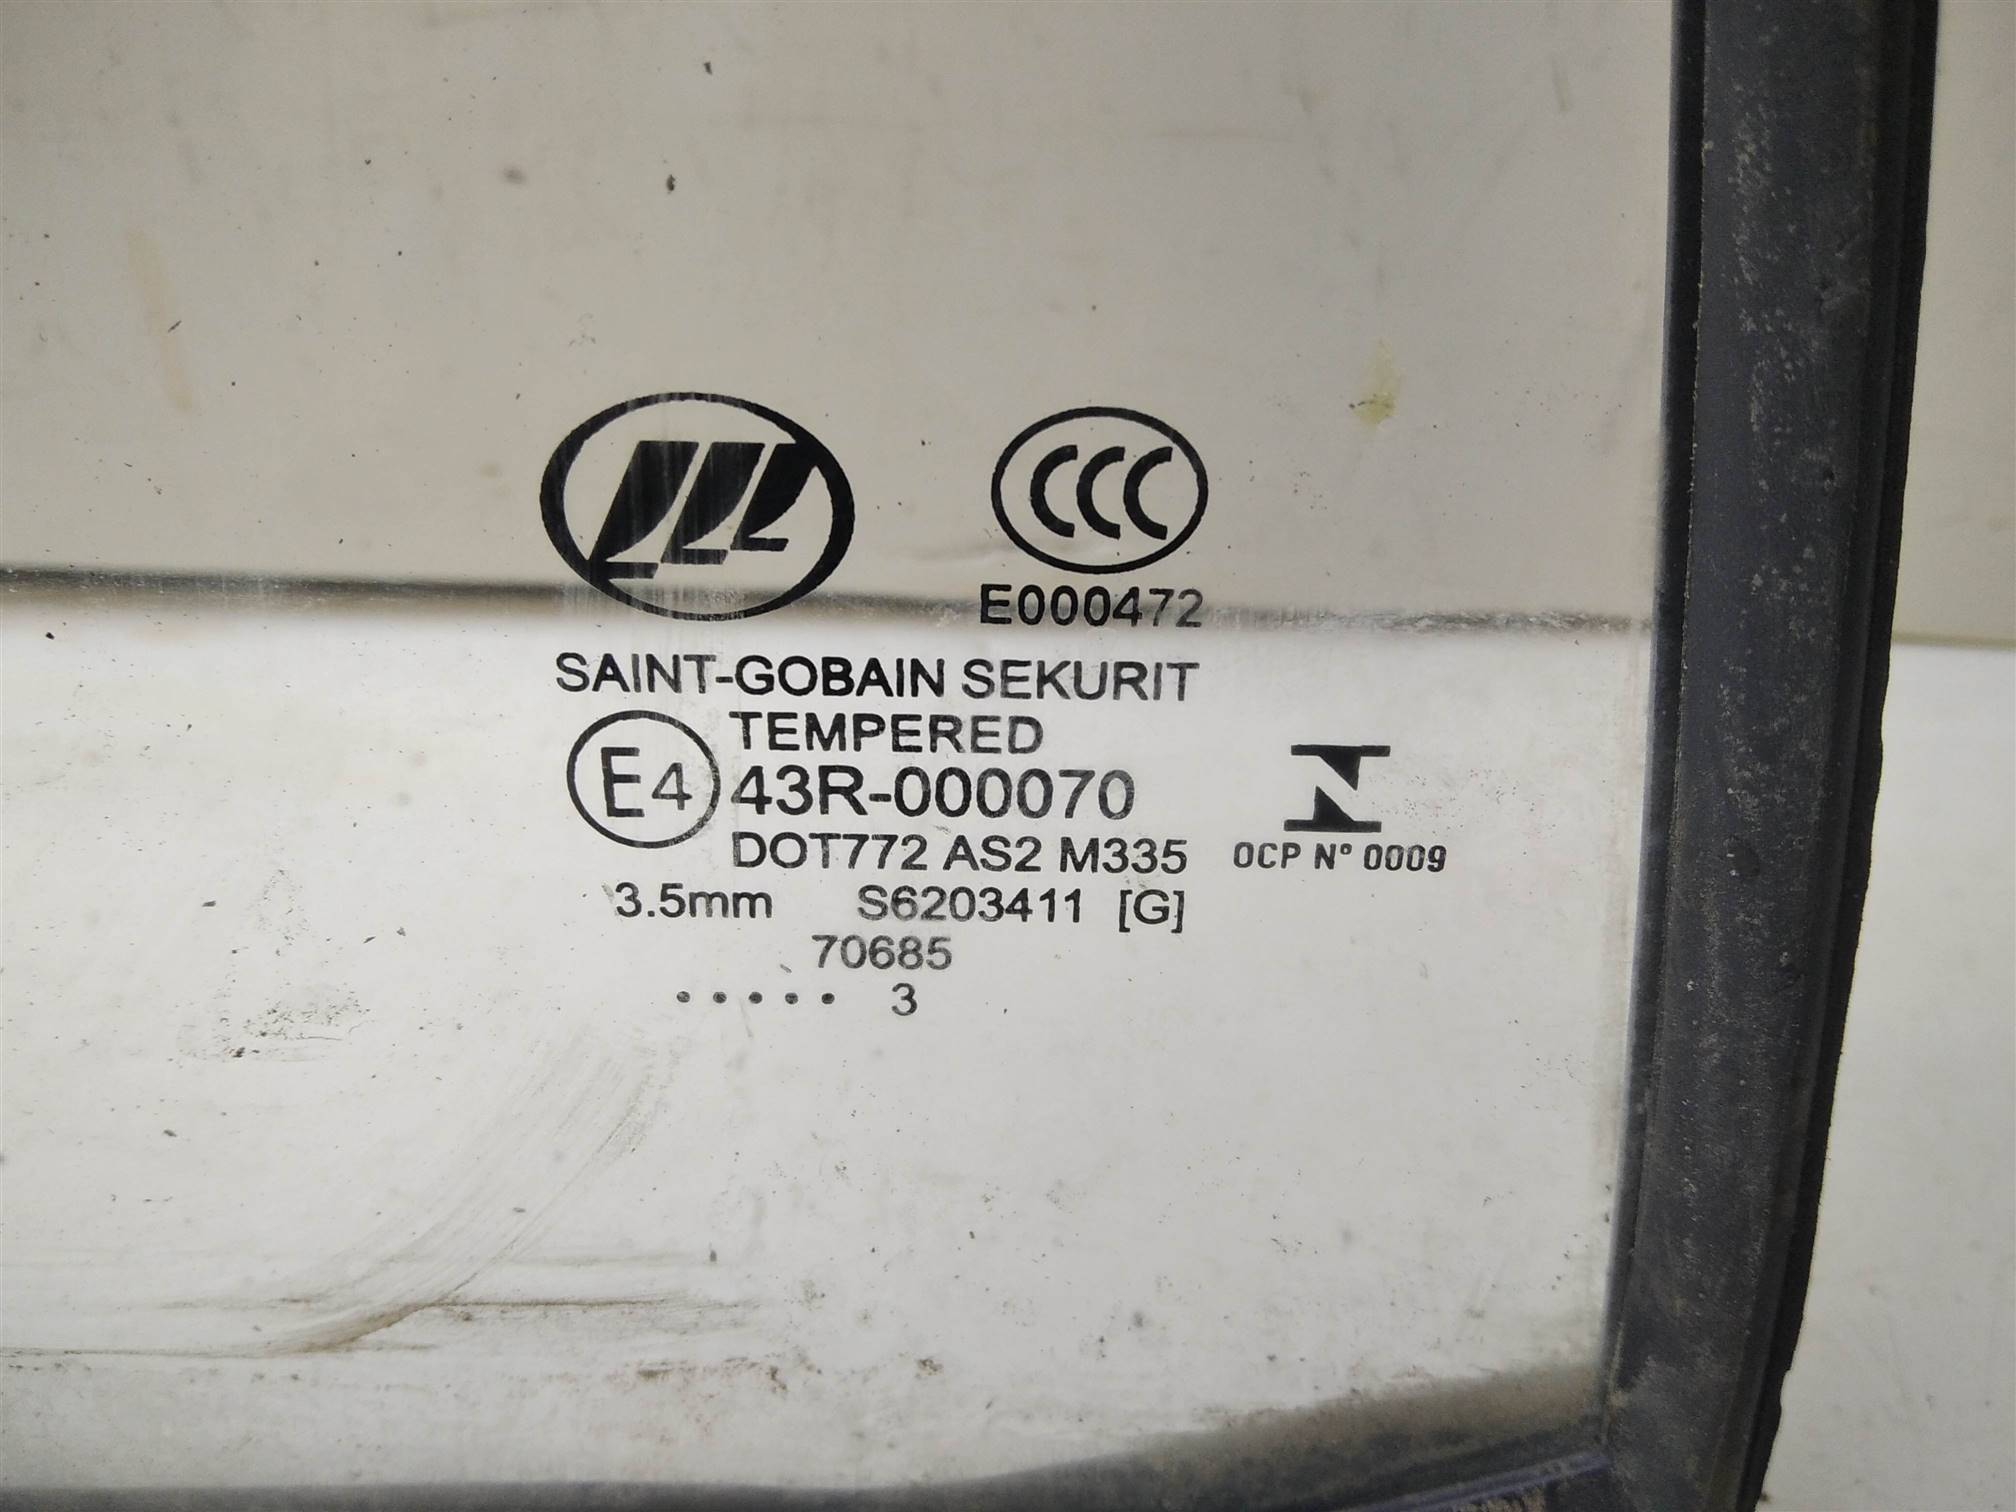 CCC
E000472
SAINT-GOBAIN SEKURIT
TEMPERED
E4 43R-000070
DOT772 AS2 M335
OCP Nº 0009
3.5mm S6203411 [G]
70685
..... 3